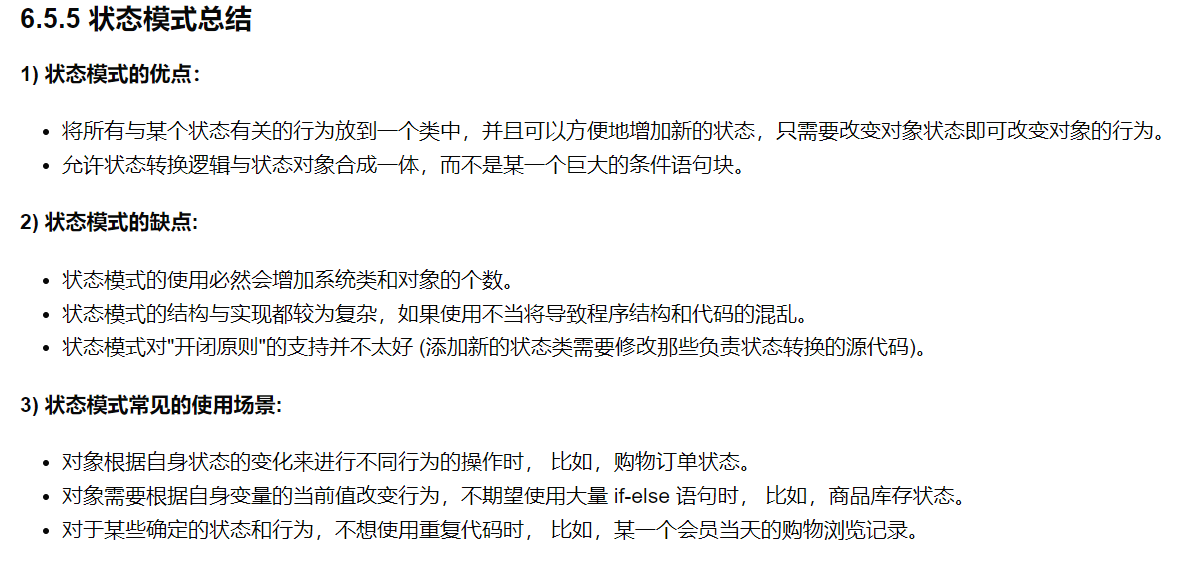 6.5.5 状态模式总结
1) 状态模式的优点：
• 将所有与某个状态有关的行为放到一个类中，并且可以方便地增加新的状态，只需要改变对象状态即可改变对象的行为。
• 允许状态转换逻辑与状态对象合成一体，而不是某一个巨大的条件语句块。
2) 状态模式的缺点:
• 状态模式的使用必然会增加系统类和对象的个数。
• 状态模式的结构与实现都较为复杂，如果使用不当将导致程序结构和代码的混乱。
• 状态模式对"开闭原则"的支持并不太好 (添加新的状态类需要修改那些负责状态转换的源代码)。
3) 状态模式常见的使用场景:
• 对象根据自身状态的变化来进行不同行为的操作时， 比如，购物订单状态。
• 对象需要根据自身变量的当前值改变行为，不期望使用大量 if-else 语句时， 比如，商品库存状态。
• 对于某些确定的状态和行为，不想使用重复代码时， 比如，某一个会员当天的购物浏览记录。